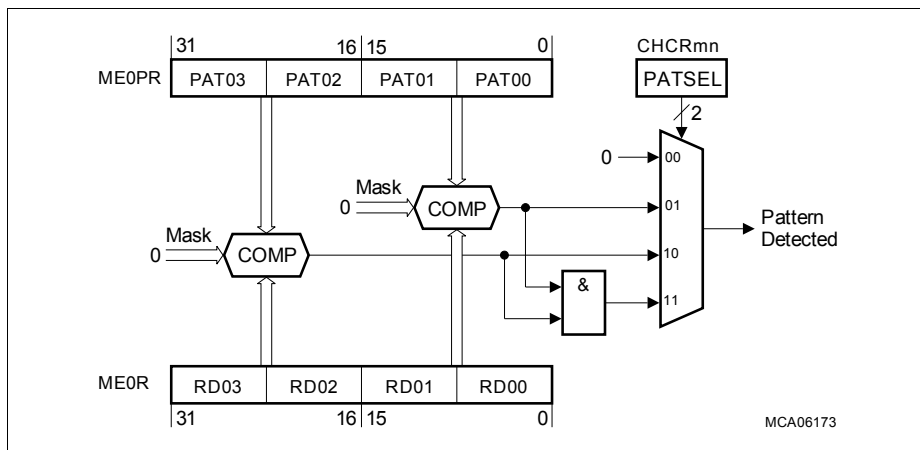 31 16 15 0
CHCRmn
ME0PR PAT03 PAT02 PAT01 PAT00 PATSEL
2
0 00
Mask
0 COMP 01
Pattern
Detected
Mask
0 COMP 10
&
11
ME0R RD03 RD02 RD01 RD00
31 16 15 0
MCA06173